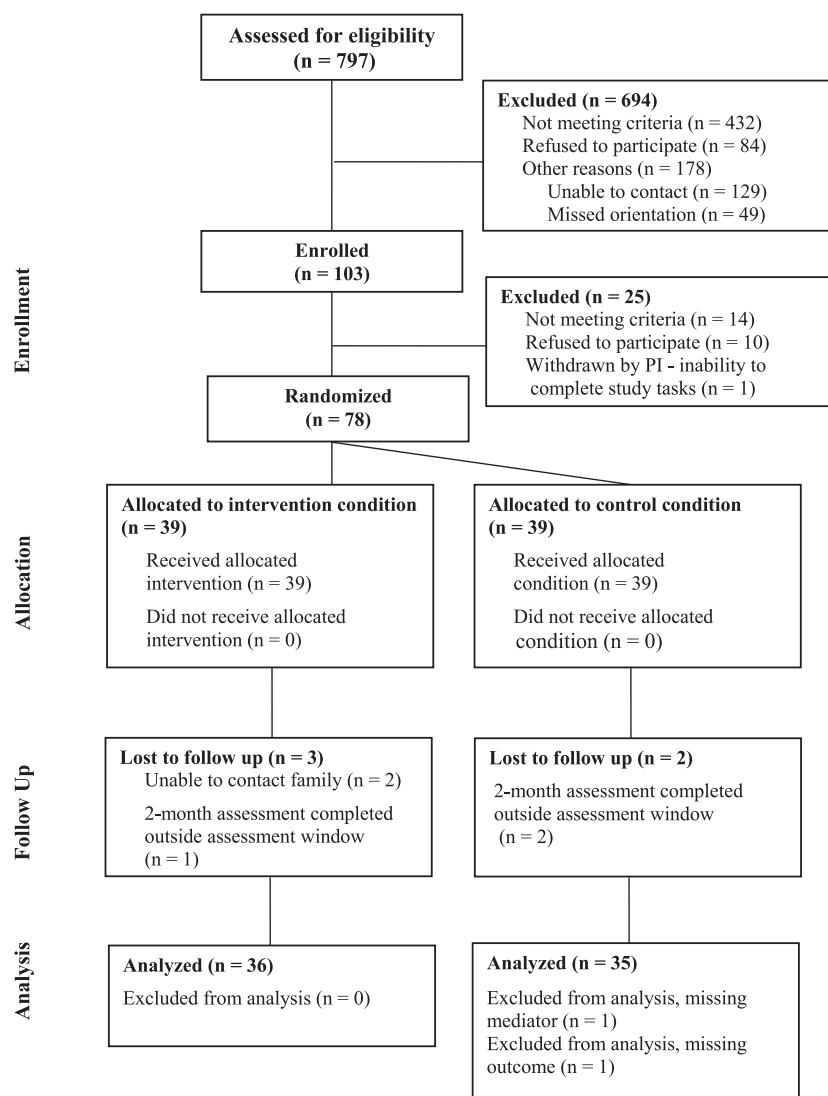 Assessed for eligibility
(n = 797)
Excluded (n = 694)
Not meeting criteria (n = 432)
Refused to participate (n = 84)
Other reasons (n = 178)
Unable to contact (n = 129)
Missed orientation (n = 49)
Enrolled
(n = 103)
Enrollment
Excluded (n = 25)
Not meeting criteria (n = 14)
Refused to participate (n = 10)
Withdrawn by PI - inability to
complete study tasks (n = 1)
Randomized
(n = 78)
Allocation
Allocated to intervention condition
(n = 39)
Received allocated
intervention (n = 39)
Did not receive allocated
intervention (n = 0)
Allocated to control condition
(n = 39)
Received allocated
condition (n = 39)
Did not receive allocated
condition (n = 0)
Follow Up
Lost to follow up (n = 3)
Unable to contact family (n = 2)
2-month assessment completed
outside assessment window
(n = 1)
Lost to follow up (n = 2)
2-month assessment completed
outside assessment window
(n = 2)
Analysis
Analyzed (n = 36)
Excluded from analysis (n = 0)
Analyzed (n = 35)
Excluded from analysis, missing
mediator (n = 1)
Excluded from analysis, missing
outcome (n = 1)